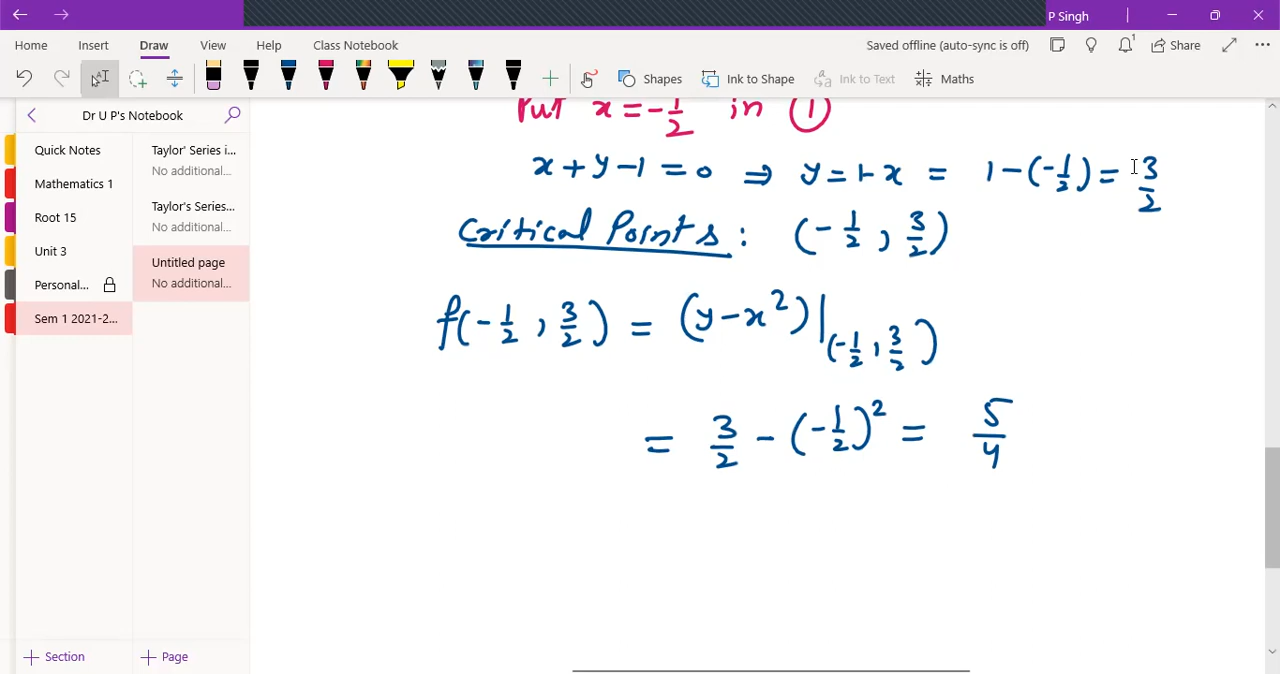 P Singh
Home Insert Draw View Help Class Notebook Saved offline (auto-sync is off) 1 Share
Shapes Ink to Shape Ink to Text Maths
Dr U P's Notebook
Quick Notes
Mathematics 1
Root 15
Unit 3
Personal...
Sem 1 2021-2...
Taylor' Series i...
No additional...
Taylor's Series...
No additional...
Untitled page
No additional...
Put x = -1/2 in ①
x + y - 1 = 0 ⇒ y = 1 - x = 1 - (-1/2) = 3/2
Critical Points : (-1/2, 3/2)
f(-1/2, 3/2) = (y - x²)|(-1/2, 3/2)
= 3/2 - (-1/2)² = 5/4
Section
Page